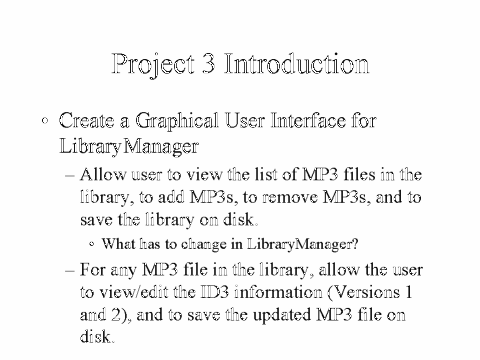 Project 3 Introduction
◦ Create a Graphical User Interface for
LibraryManager
– Allow user to view the list of MP3 files in the
library, to add MP3s, to remove MP3s, and to
save the library on disk.
◦ What has to change in LibraryManager?
– For any MP3 file in the library, allow the user
to view/edit the ID3 information (Versions 1
and 2), and to save the updated MP3 file on
disk.